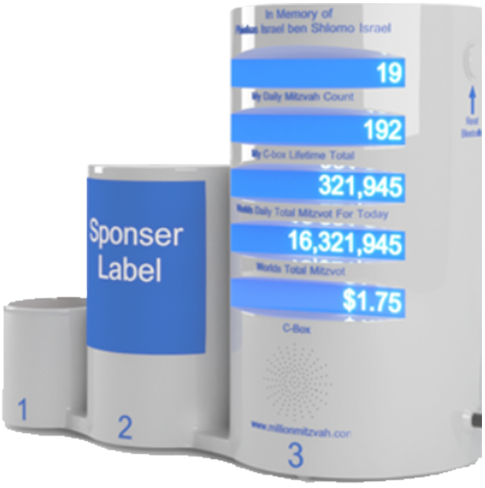 In Memory of
Israel ben Shlomo Israel
19
My Daily Mitzvah Count
192
My C-box Lifetime Total
321,945
Worlds Daily Total Mitzvot For Today
16,321,945
Worlds Total Mitzvot
$1.75
C-Box
www.millionmitzvah.com
Sponser
Label
1
2
3